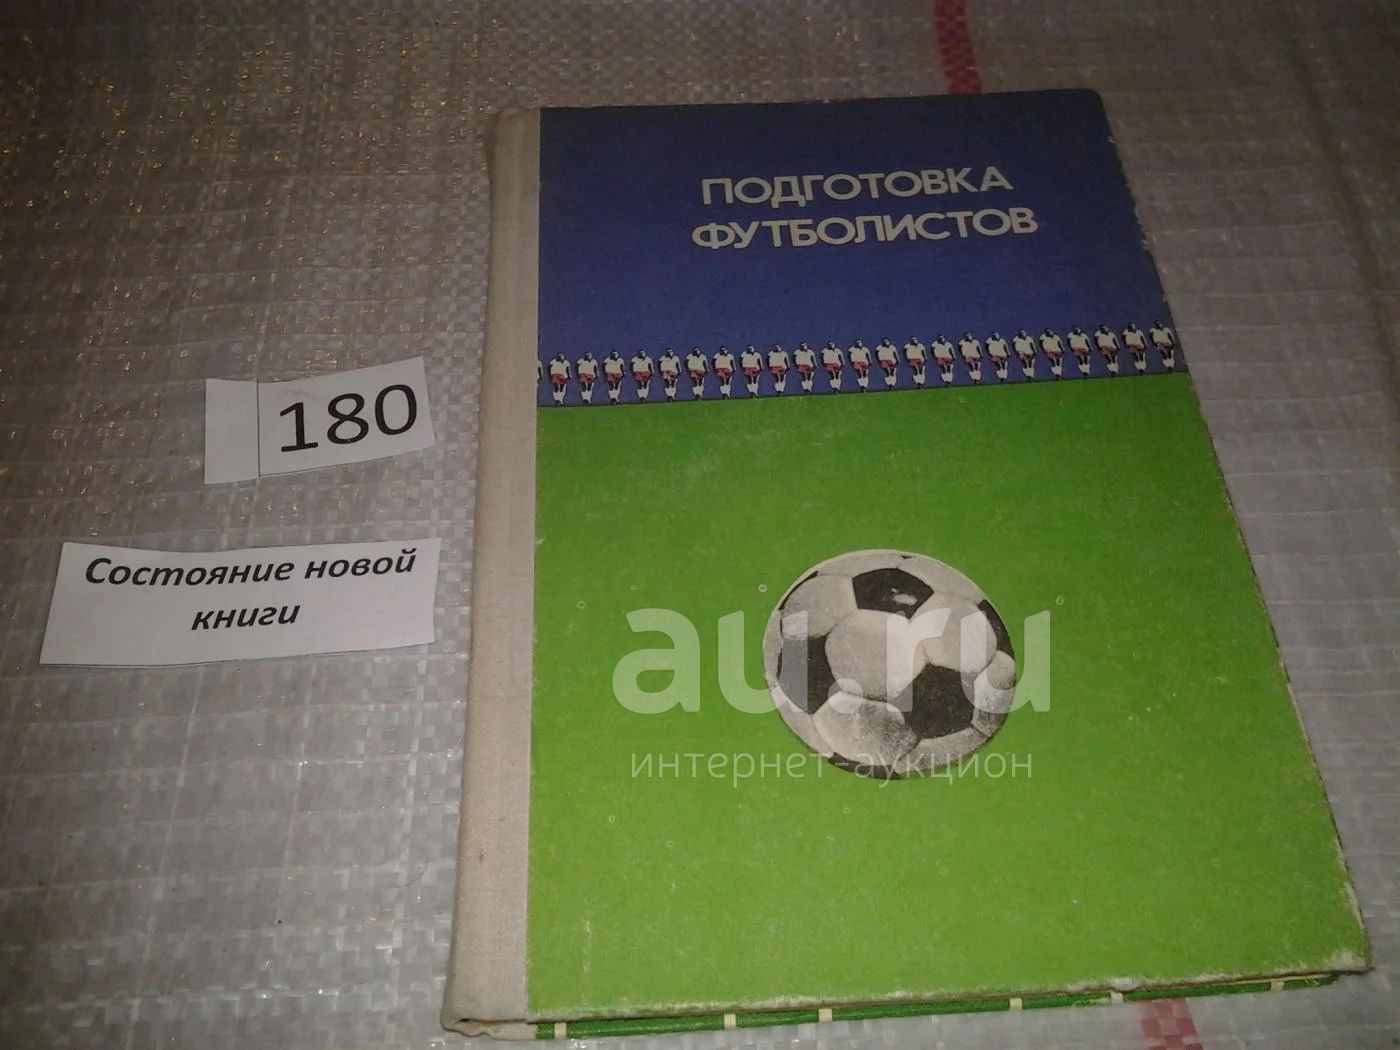 ПОДГОТОВКА
ФУТБОЛИСТОВ
180
Состояние новой
книги
au.ru
интернет-аукцион